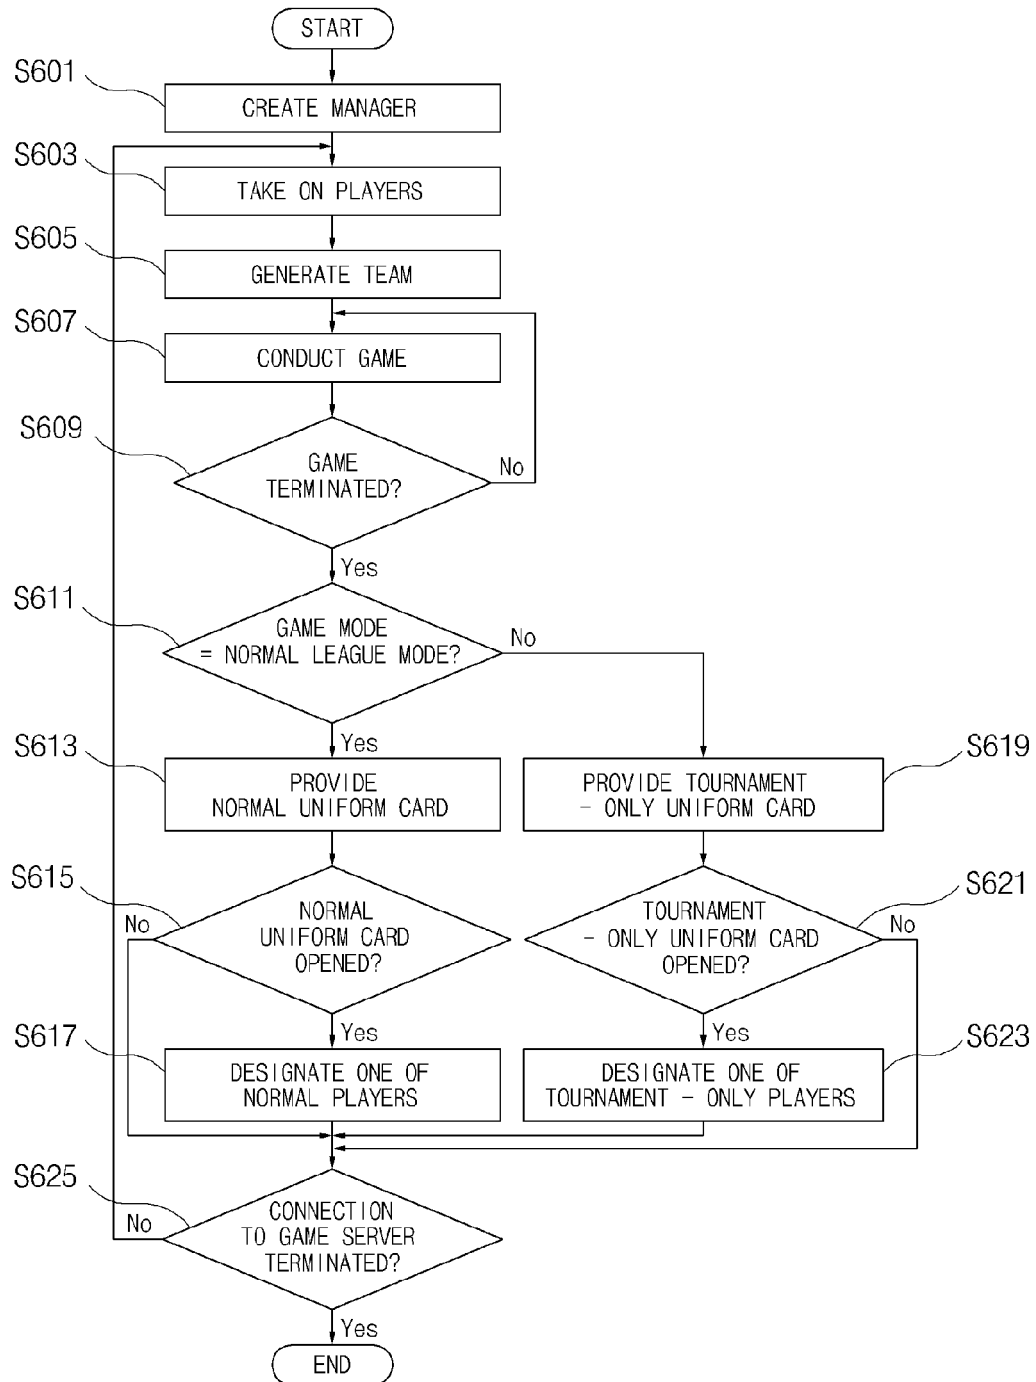 START
S601
CREATE MANAGER
S603
TAKE ON PLAYERS
S605
GENERATE TEAM
S607
CONDUCT GAME
S609
GAME
TERMINATED?
No
Yes
S611
GAME MODE
= NORMAL LEAGUE MODE?
No
Yes
S613
PROVIDE
NORMAL UNIFORM CARD
PROVIDE TOURNAMENT
- ONLY UNIFORM CARD
S619
S615
No
NORMAL
UNIFORM CARD
OPENED?
Yes
TOURNAMENT
- ONLY UNIFORM CARD
OPENED?
No
S621
Yes
S617
DESIGNATE ONE OF
NORMAL PLAYERS
DESIGNATE ONE OF
TOURNAMENT - ONLY PLAYERS
S623
S625
No
CONNECTION
TO GAME SERVER
TERMINATED?
Yes
END